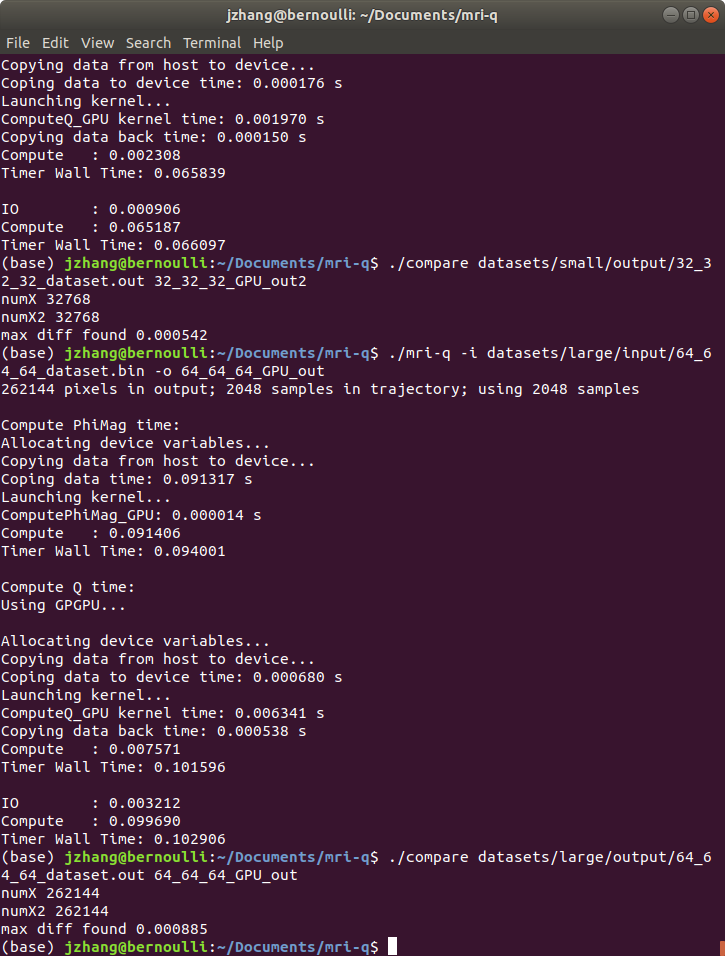 jzhang@bernoulli: ~/Documents/mri-q
File Edit View Search Terminal Help
Copying data from host to device...
Coping data to device time: 0.000176 s
Launching kernel...
ComputeQ_GPU kernel time: 0.001970 s
Copying data back time: 0.000150 s
Compute   : 0.002308
Timer Wall Time: 0.065839

IO        : 0.000906
Compute   : 0.065187
Timer Wall Time: 0.066097
(base) jzhang@bernoulli:~/Documents/mri-q$ ./compare datasets/small/output/32_3
2_32_dataset.out 32_32_32_GPU_out2
numX 32768
numX2 32768
max diff found 0.000542
(base) jzhang@bernoulli:~/Documents/mri-q$ ./mri-q -i datasets/large/input/64_6
4_64_dataset.bin -o 64_64_64_GPU_out
262144 pixels in output; 2048 samples in trajectory; using 2048 samples

Compute PhiMag time:
Allocating device variables...
Copying data from host to device...
Coping data time: 0.091317 s
Launching kernel...
ComputePhiMag_GPU: 0.000014 s
Compute   : 0.091406
Timer Wall Time: 0.094001

Compute Q time:
Using GPGPU...

Allocating device variables...
Copying data from host to device...
Coping data to device time: 0.000680 s
Launching kernel...
ComputeQ_GPU kernel time: 0.006341 s
Copying data back time: 0.000538 s
Compute   : 0.007571
Timer Wall Time: 0.101596

IO        : 0.003212
Compute   : 0.099690
Timer Wall Time: 0.102906
(base) jzhang@bernoulli:~/Documents/mri-q$ ./compare datasets/large/output/64_6
4_64_dataset.out 64_64_64_GPU_out
numX 262144
numX2 262144
max diff found 0.000885
(base) jzhang@bernoulli:~/Documents/mri-q$